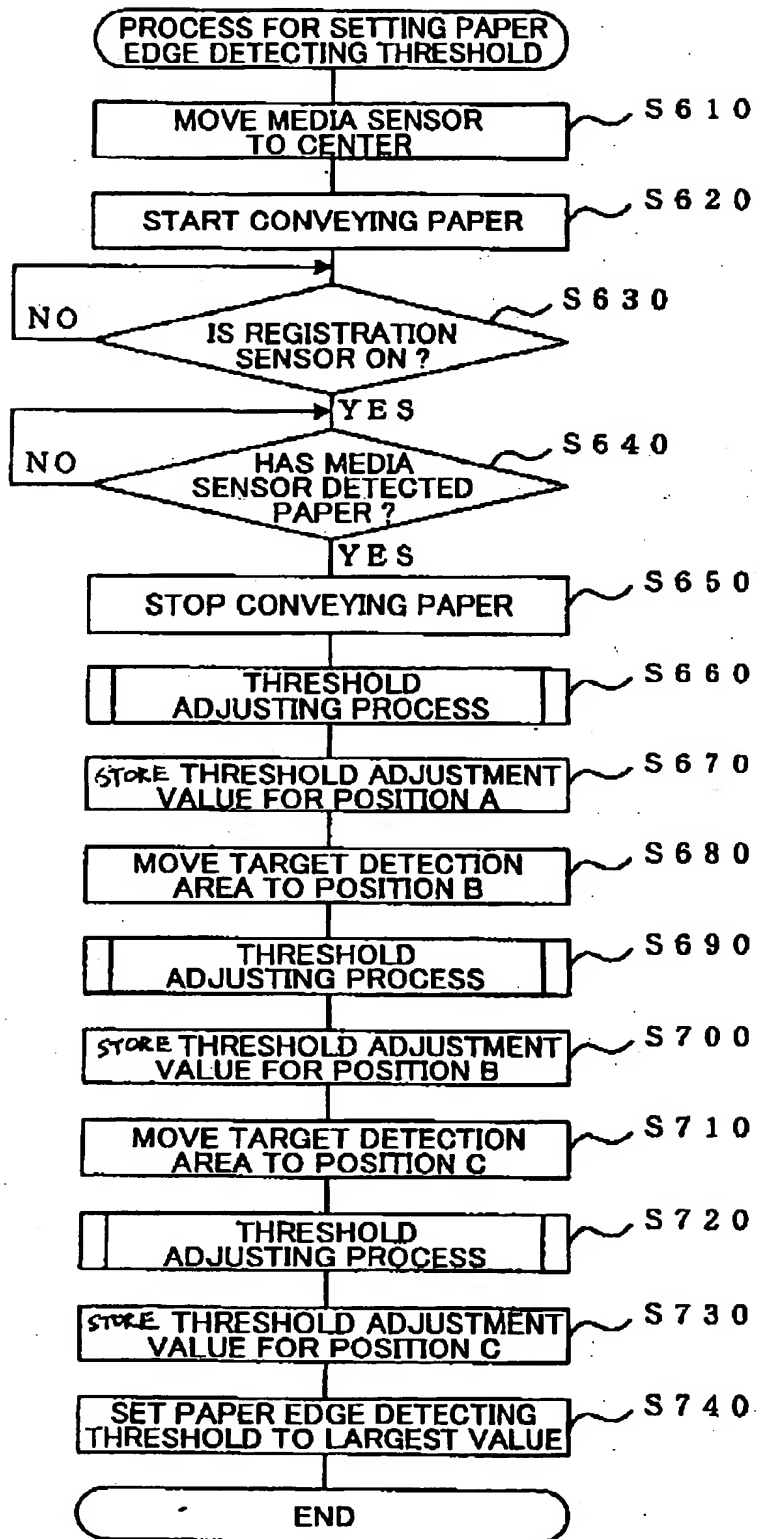 PROCESS FOR SETTING PAPER
EDGE DETECTING THRESHOLD
MOVE MEDIA SENSOR
TO CENTER
S610
START CONVEYING PAPER
S620
S630
NO
IS REGISTRATION
SENSOR ON ?
YES
S640
NO
HAS MEDIA
SENSOR DETECTED
PAPER ?
YES
STOP CONVEYING PAPER
S650
THRESHOLD
ADJUSTING PROCESS
S660
STORE THRESHOLD ADJUSTMENT
VALUE FOR POSITION A
S670
MOVE TARGET DETECTION
AREA TO POSITION B
S680
THRESHOLD
ADJUSTING PROCESS
S690
STORE THRESHOLD ADJUSTMENT
VALUE FOR POSITION B
S700
MOVE TARGET DETECTION
AREA TO POSITION C
S710
THRESHOLD
ADJUSTING PROCESS
S720
STORE THRESHOLD ADJUSTMENT
VALUE FOR POSITION C
S730
SET PAPER EDGE DETECTING
THRESHOLD TO LARGEST VALUE
S740
END